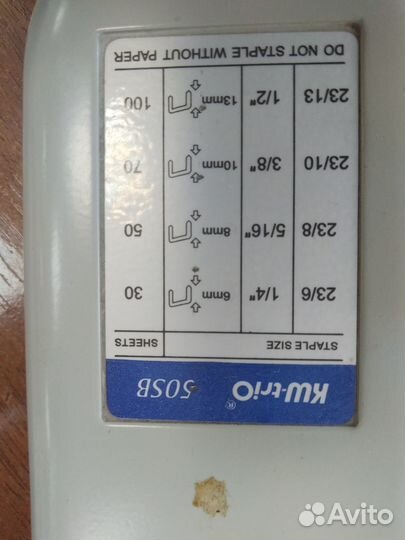 KW-triO® 50SB
STAPLE SIZE SHEETS
23/6 1/4" 6mm 30
23/8 5/16" 8mm 50
23/10 3/8" 10mm 70
23/13 1/2" 13mm 100
DO NOT STAPLE WITHOUT PAPER
Avito